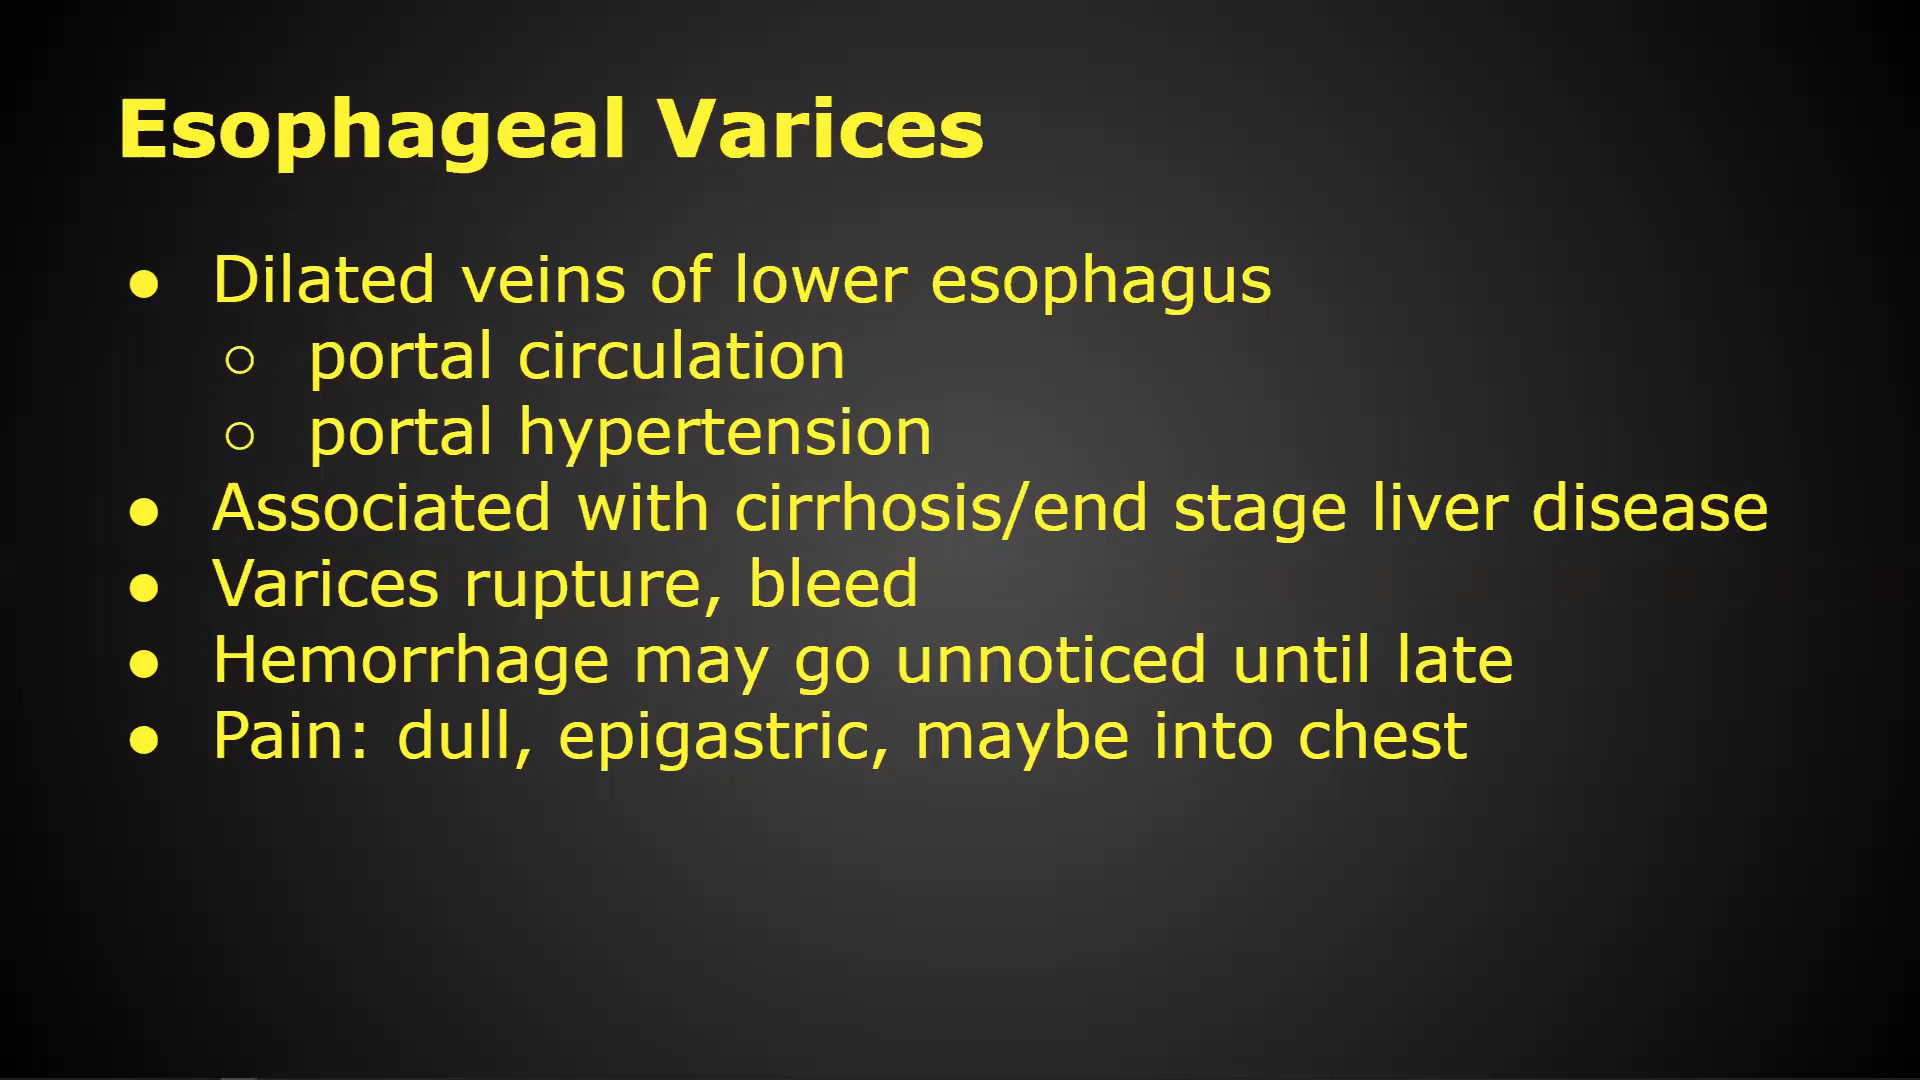 Esophageal Varices
● Dilated veins of lower esophagus
○ portal circulation
○ portal hypertension
● Associated with cirrhosis/end stage liver disease
● Varices rupture, bleed
● Hemorrhage may go unnoticed until late
● Pain: dull, epigastric, maybe into chest